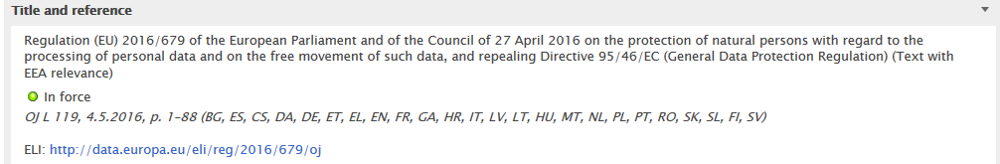 Title and reference
Regulation (EU) 2016/679 of the European Parliament and of the Council of 27 April 2016 on the protection of natural persons with regard to the
processing of personal data and on the free movement of such data, and repealing Directive 95/46/EC (General Data Protection Regulation) (Text with
EEA relevance)
In force
OJ L 119, 4.5.2016, p. 1–88 (BG, ES, CS, DA, DE, ET, EL, EN, FR, GA, HR, IT, LV, LT, HU, MT, NL, PL, PT, RO, SK, SL, FI, SV)
ELI: http://data.europa.eu/eli/reg/2016/679/oj